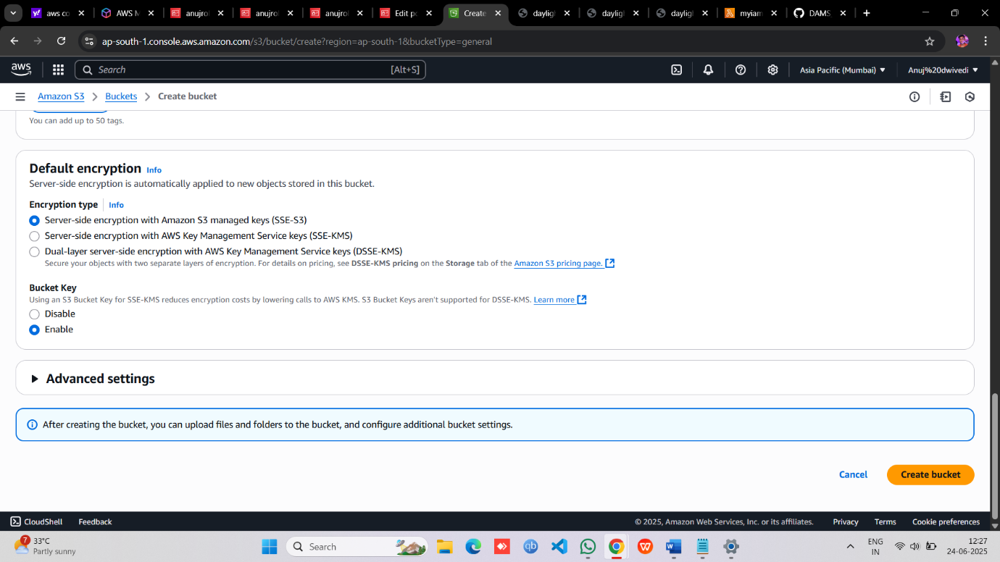 aws co
AWS M
anujrol
anujrol
anujrol
Edit po
Create
dayligh
dayligh
dayligh
myiam
DAMS
ap-south-1.console.aws.amazon.com/s3/bucket/create?region=ap-south-1&bucketType=general
aws
Search [Alt+S]
Asia Pacific (Mumbai)
Anuj%20dwivedi
Amazon S3 > Buckets > Create bucket
You can add up to 50 tags.
Default encryption Info
Server-side encryption is automatically applied to new objects stored in this bucket.
Encryption type Info
Server-side encryption with Amazon S3 managed keys (SSE-S3)
Server-side encryption with AWS Key Management Service keys (SSE-KMS)
Dual-layer server-side encryption with AWS Key Management Service keys (DSSE-KMS)
Secure your objects with two separate layers of encryption. For details on pricing, see DSSE-KMS pricing on the Storage tab of the Amazon S3 pricing page.
Bucket Key
Using an S3 Bucket Key for SSE-KMS reduces encryption costs by lowering calls to AWS KMS. S3 Bucket Keys aren't supported for DSSE-KMS. Learn more
Disable
Enable
Advanced settings
After creating the bucket, you can upload files and folders to the bucket, and configure additional bucket settings.
Cancel
Create bucket
CloudShell
Feedback
© 2025, Amazon Web Services, Inc. or its affiliates.
Privacy
Terms
Cookie preferences
7
33°C
Partly sunny
Search
qb
W
ENG
IN
12:27
24-06-2025